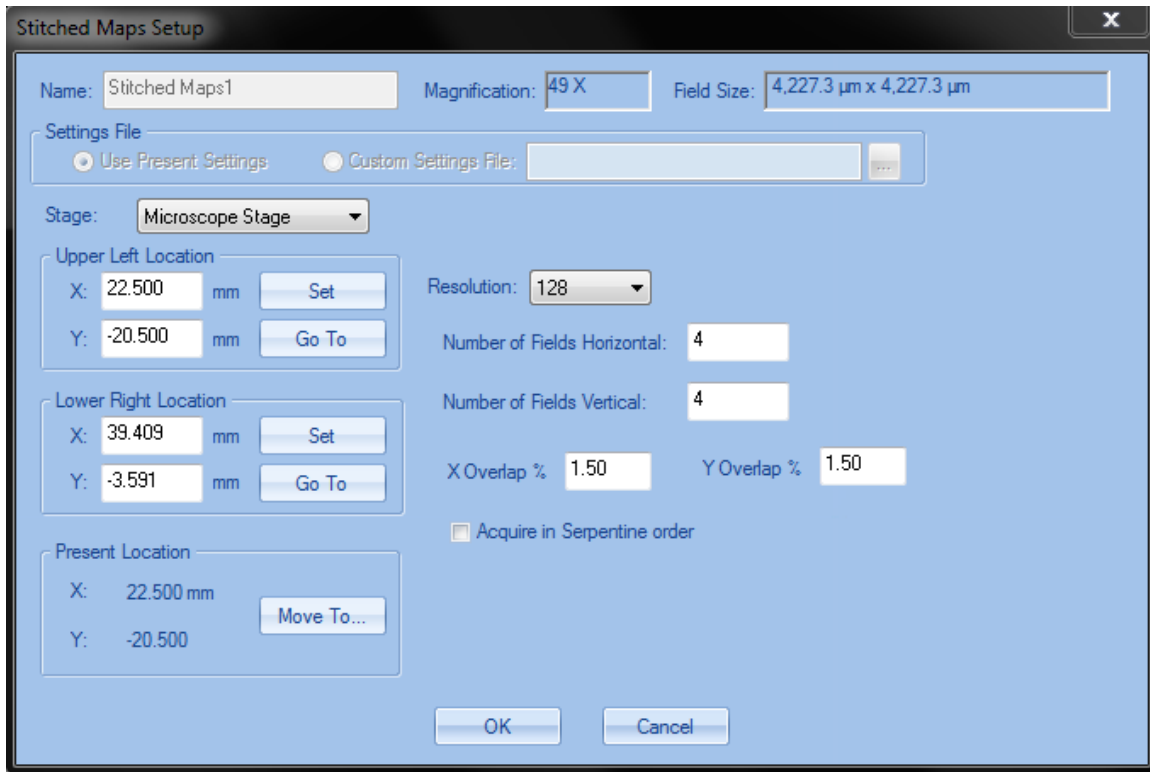 Stitched Maps Setup
x
Name: Stitched Maps1 Magnification: 49 X Field Size: 4,227.3 µm x 4,227.3 µm
Settings File
Use Present Settings Custom Settings File: ...
Stage: Microscope Stage
Upper Left Location
X: 22.500 mm Set
Y: -20.500 mm Go To
Lower Right Location
X: 39.409 mm Set
Y: -3.591 mm Go To
Present Location
X: 22.500 mm
Y: -20.500
Move To...
Resolution: 128
Number of Fields Horizontal: 4
Number of Fields Vertical: 4
X Overlap % 1.50 Y Overlap % 1.50
Acquire in Serpentine order
OK Cancel